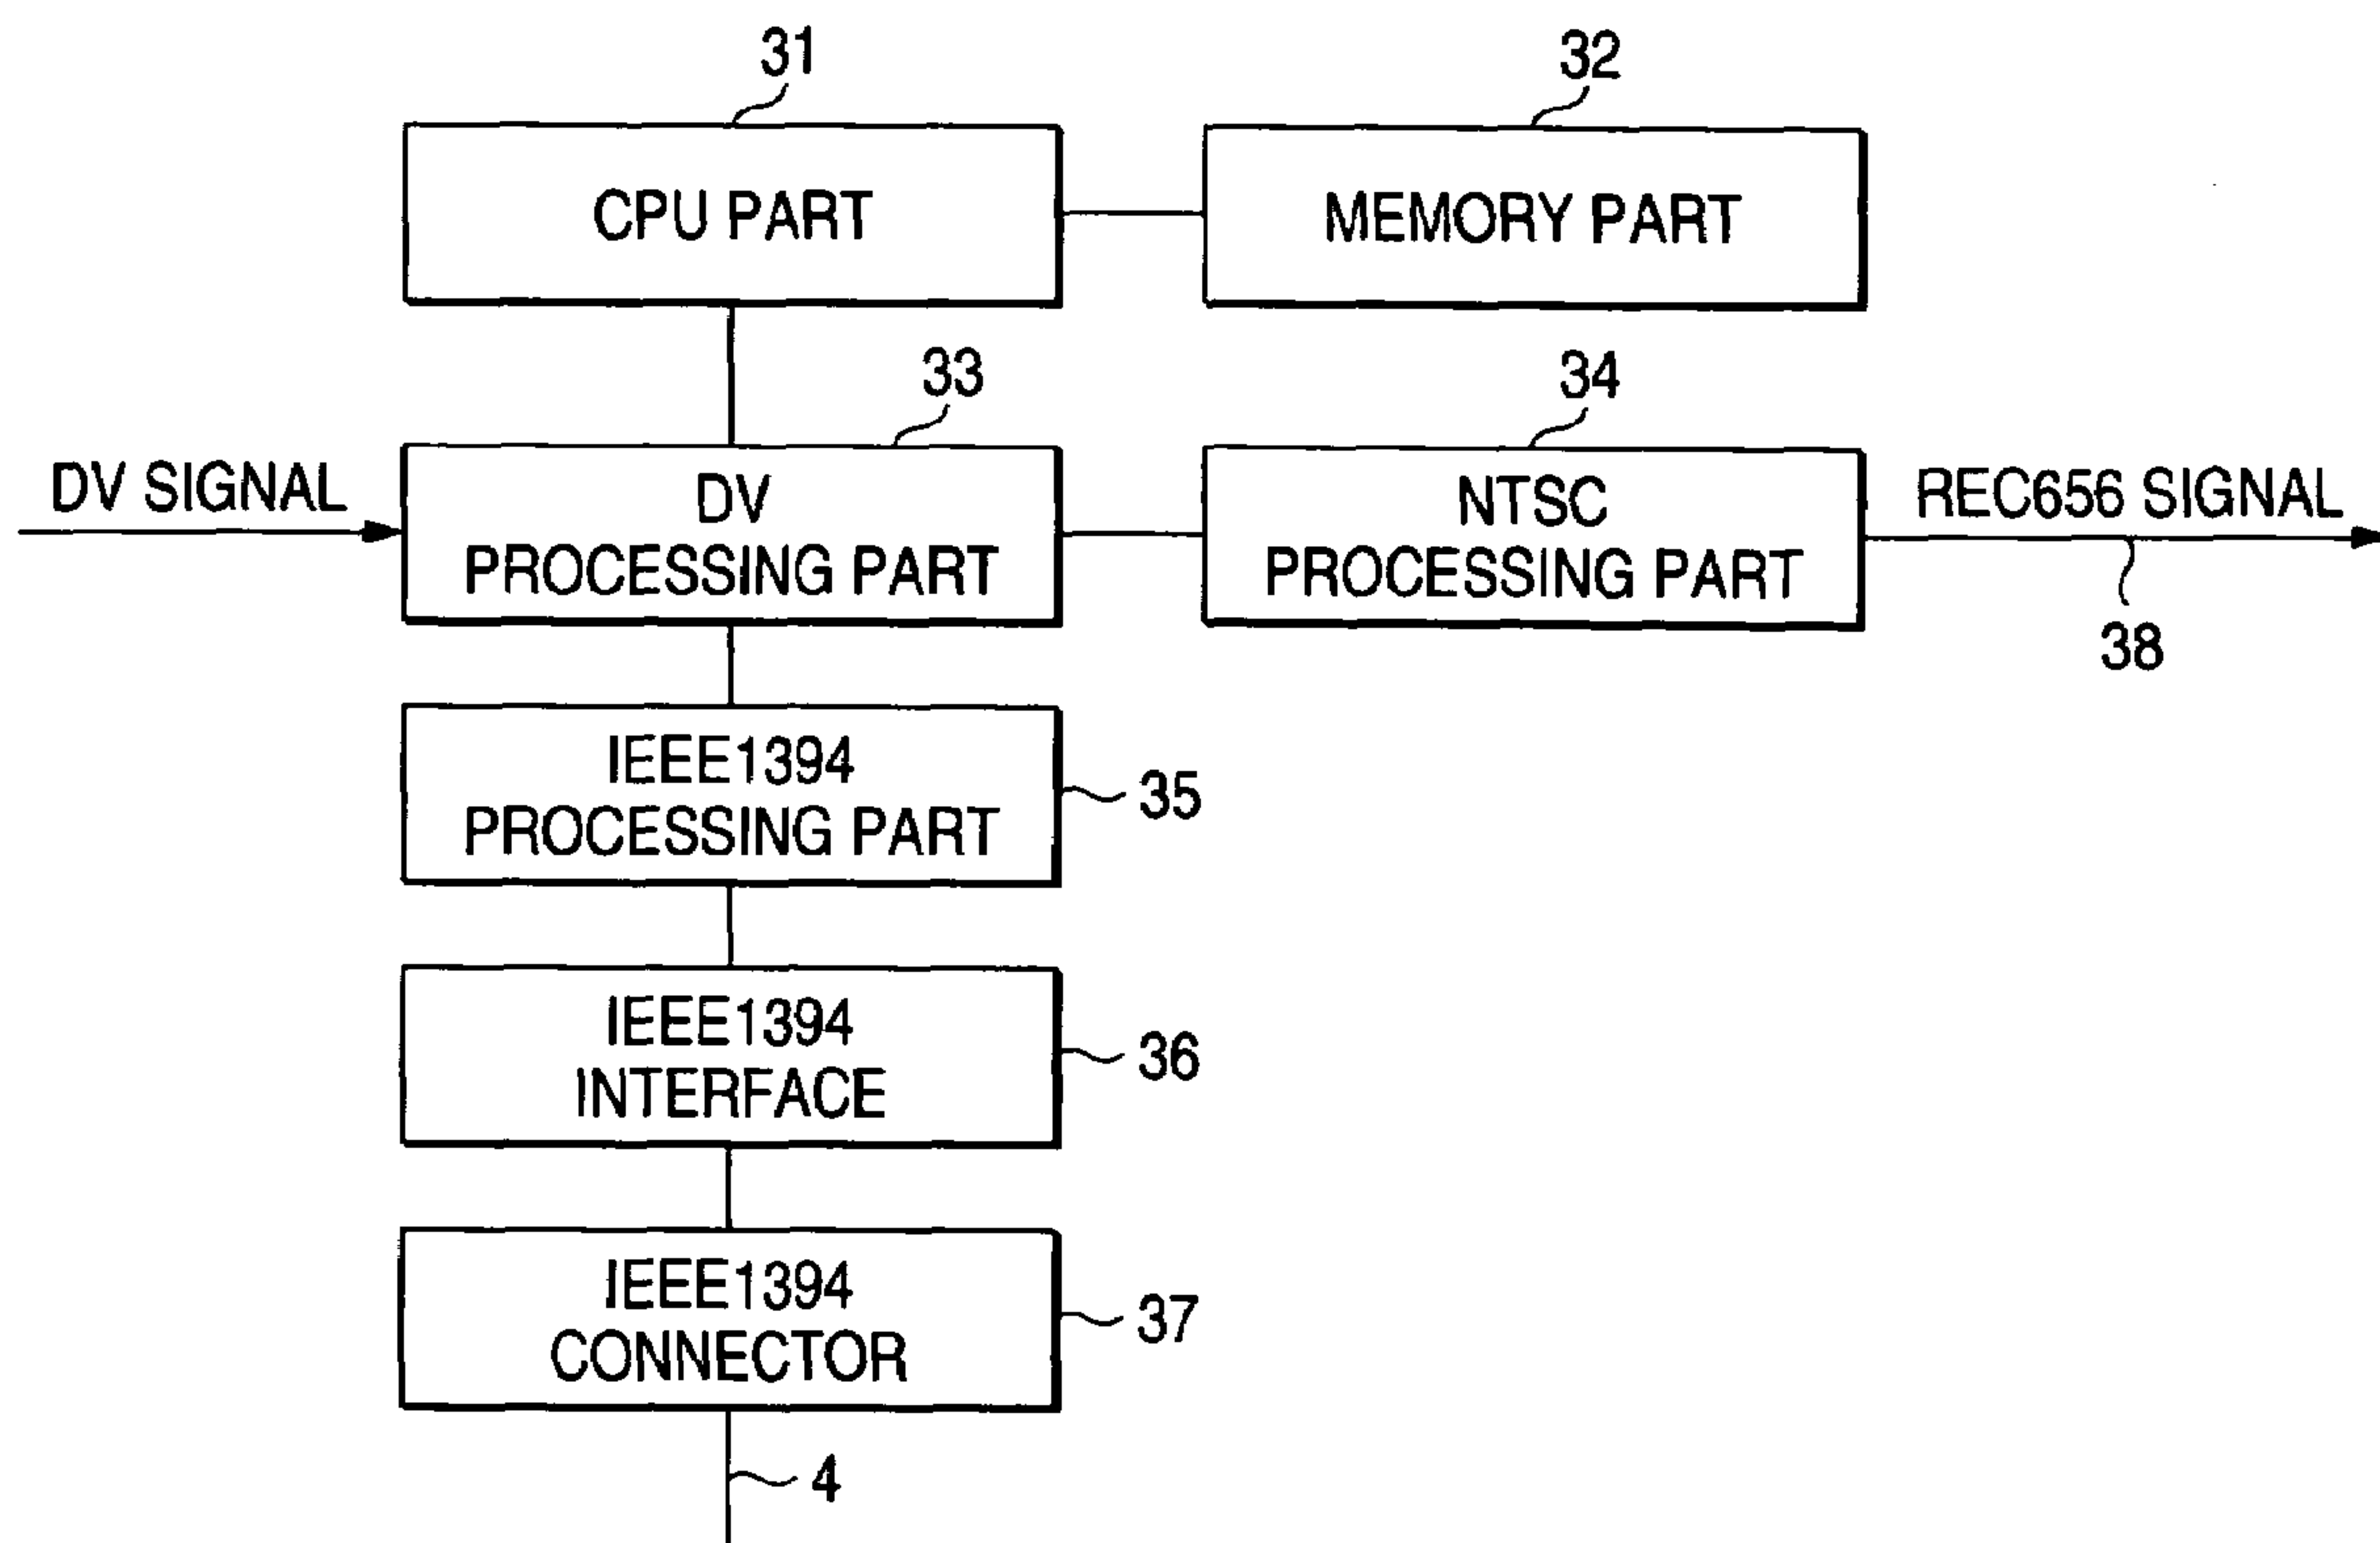 31
32
CPU PART
MEMORY PART
33
34
DV SIGNAL
DV
PROCESSING PART
NTSC
PROCESSING PART
REC656 SIGNAL
38
IEEE1394
PROCESSING PART
35
IEEE1394
INTERFACE
36
IEEE1394
CONNECTOR
37
4